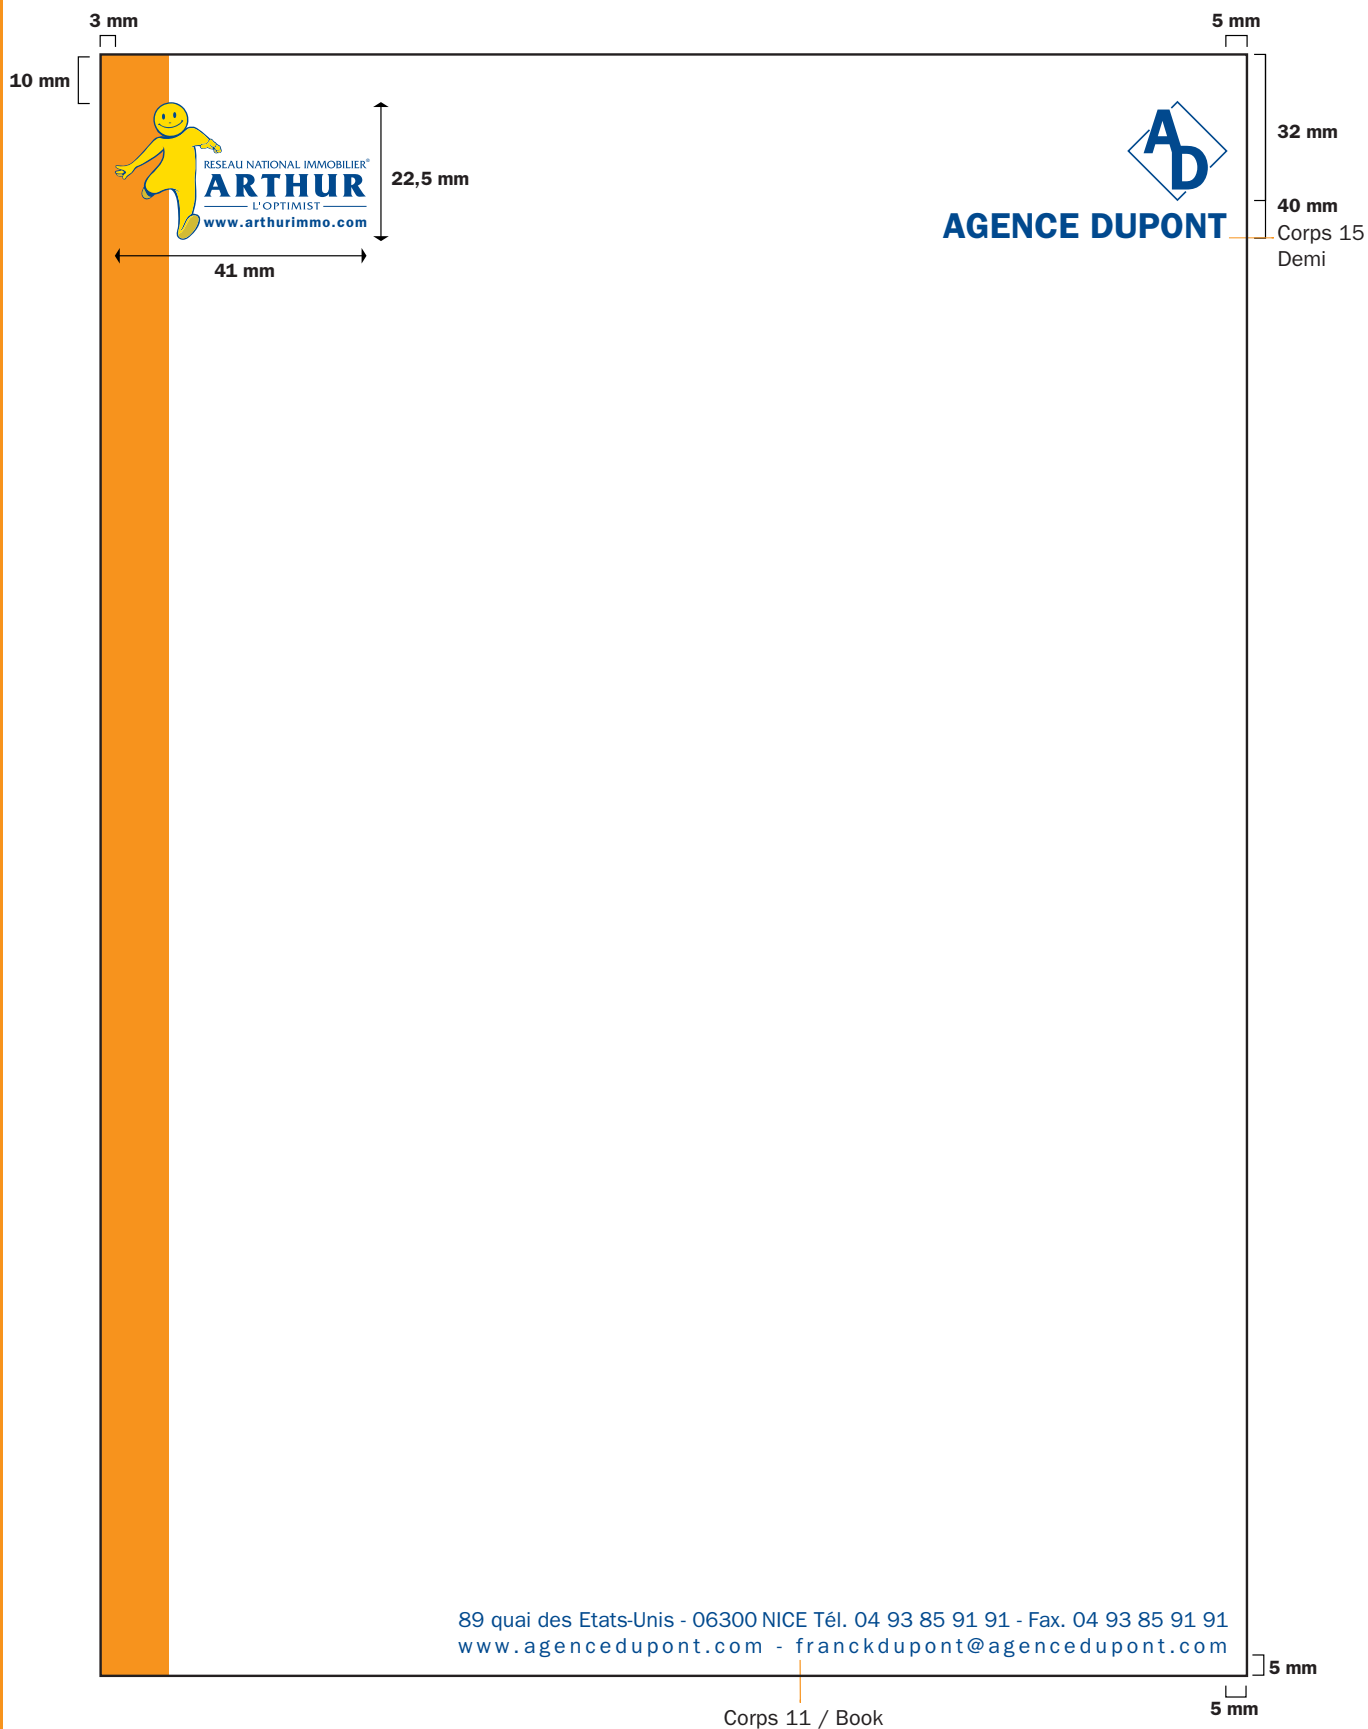 3 mm
5 mm
10 mm
RESEAU NATIONAL IMMOBILIER®
ARTHUR
L'OPTIMIST
www.arthurimmo.com
22,5 mm
41 mm
AD
AGENCE DUPONT
32 mm
40 mm
Corps 15
Demi
89 quai des Etats-Unis - 06300 NICE Tél. 04 93 85 91 91 - Fax. 04 93 85 91 91
www.agencedupont.com - franckdupont@agencedupont.com
5 mm
5 mm
Corps 11 / Book